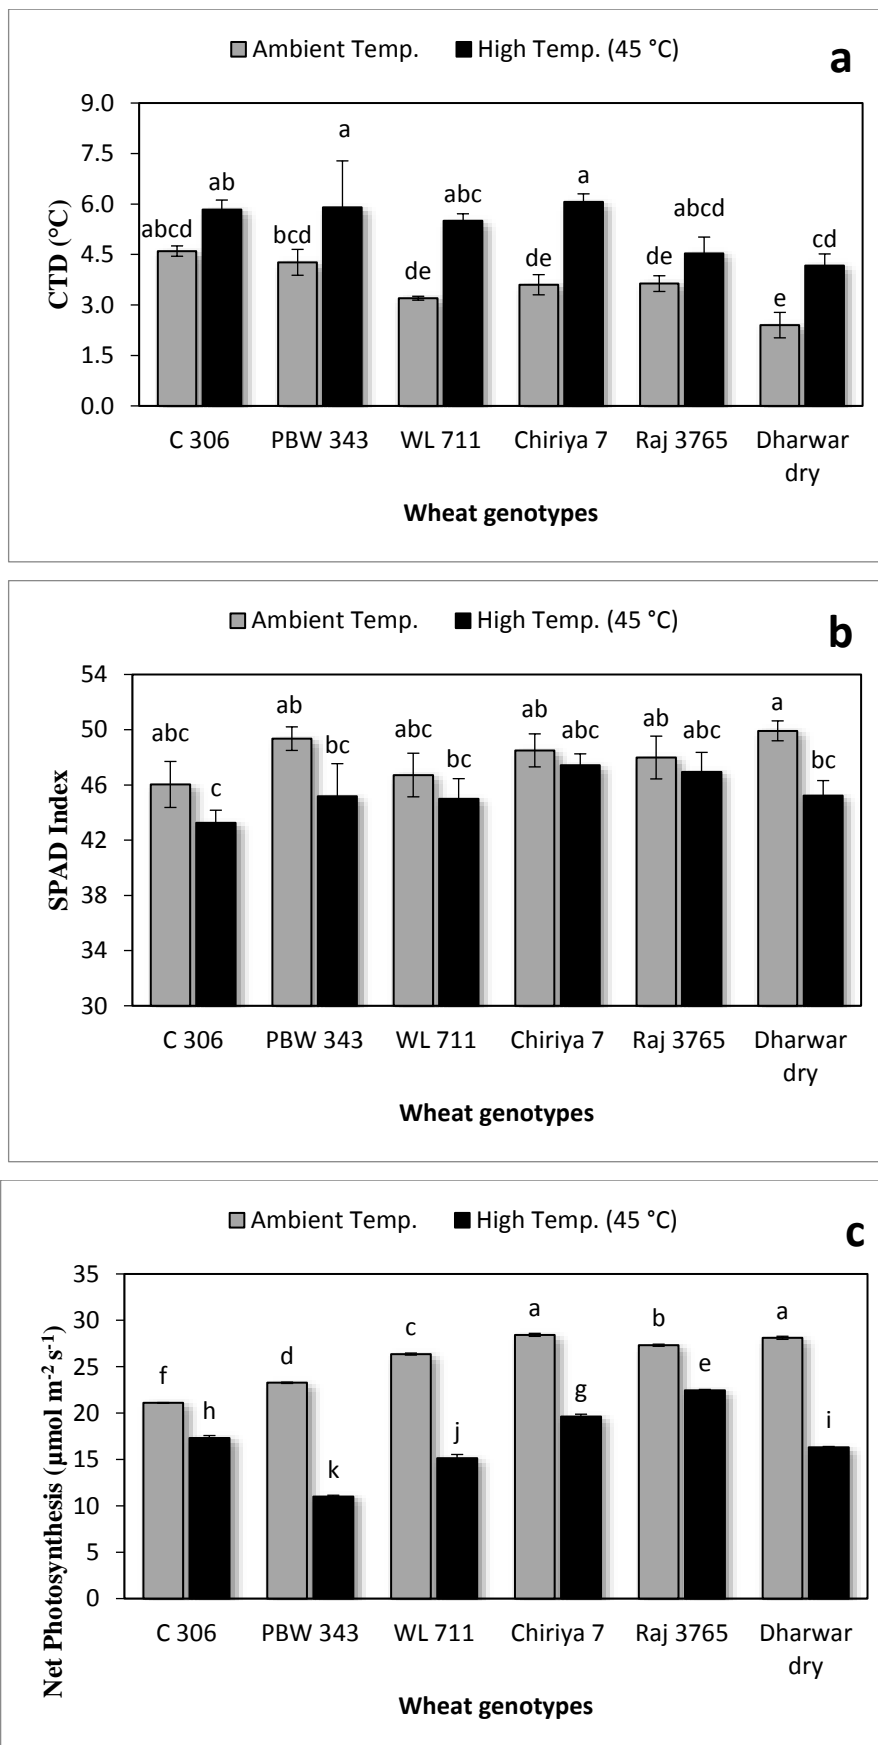 Ambient Temp. High Temp. (45 °C)
a
CTD (°C)
9.0
7.5
6.0
4.5
3.0
1.5
0.0
abcd ab bcd a de abc de a de abcd e cd
C 306 PBW 343 WL 711 Chiriya 7 Raj 3765 Dharwar
dry
Wheat genotypes
Ambient Temp. High Temp. (45 °C)
b
SPAD Index
54
50
46
42
38
34
30
abc c ab bc abc bc ab abc ab abc a bc
C 306 PBW 343 WL 711 Chiriya 7 Raj 3765 Dharwar
dry
Wheat genotypes
Ambient Temp. High Temp. (45 °C)
c
Net Photosynthesis (µmol m-2 s-1)
35
30
25
20
15
10
5
0
f h d k c j a g b e a i
C 306 PBW 343 WL 711 Chiriya 7 Raj 3765 Dharwar
dry
Wheat genotypes